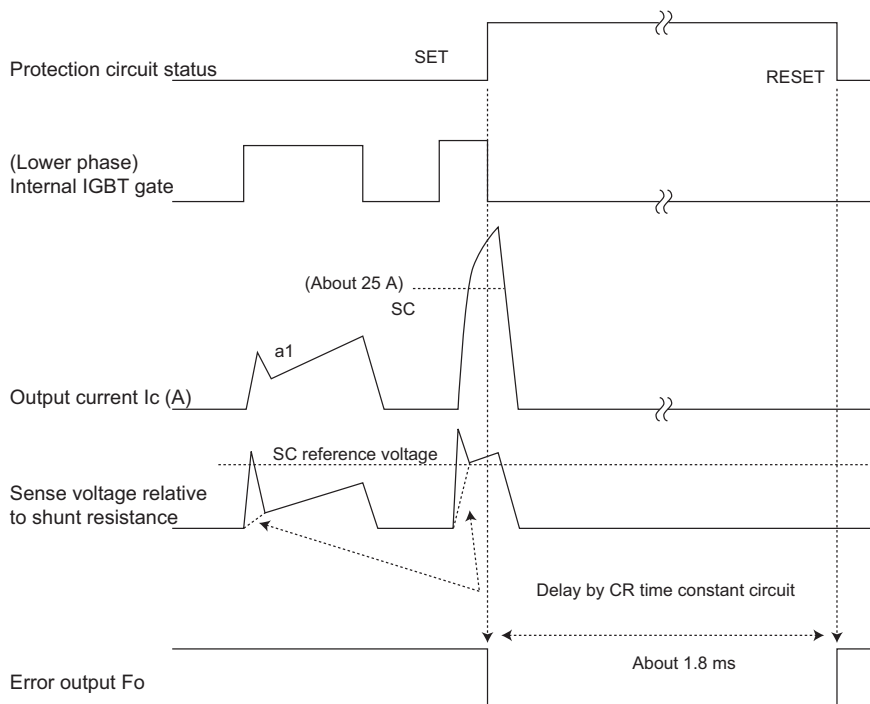 SET
Protection circuit status
RESET
(Lower phase)
Internal IGBT gate
(About 25 A)
SC
a1
Output current Ic (A)
SC reference voltage
Sense voltage relative
to shunt resistance
Delay by CR time constant circuit
About 1.8 ms
Error output Fo